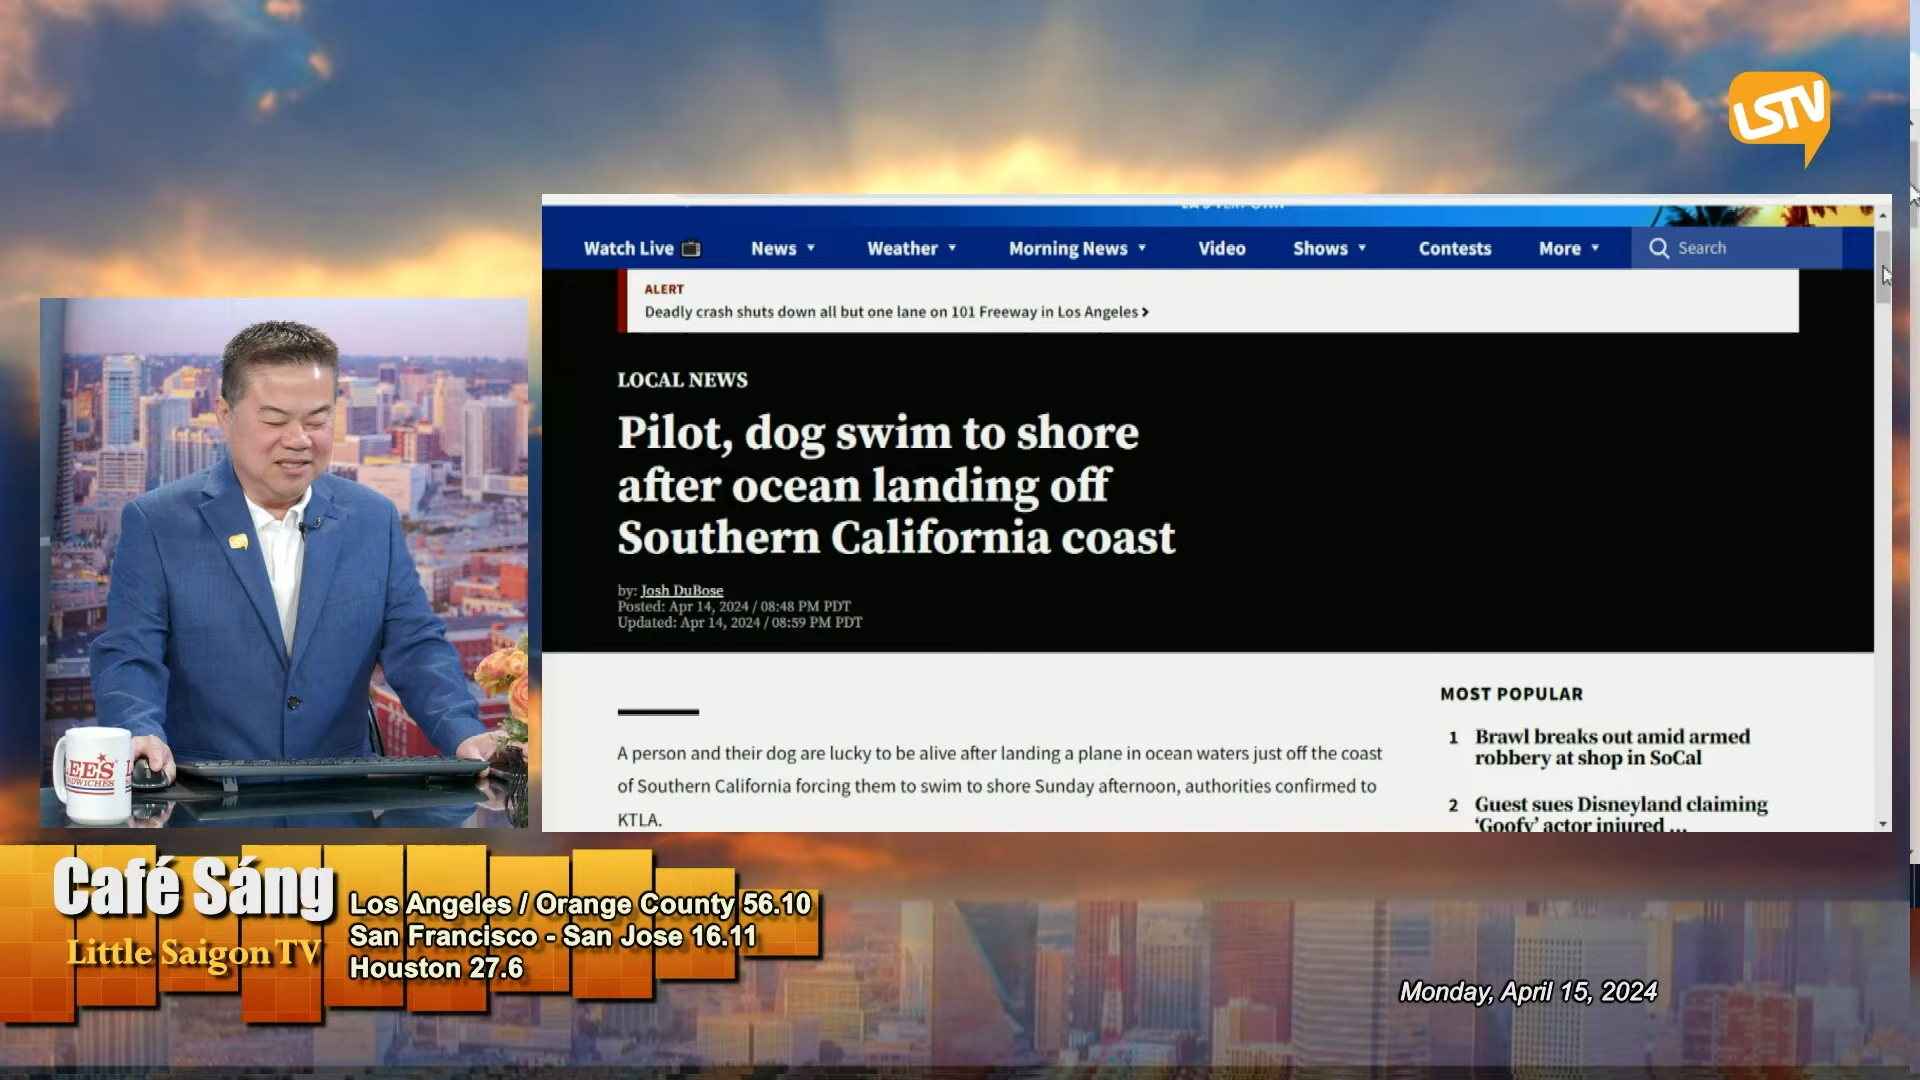 LSTV
Watch Live
News
Weather
Morning News
Video
Shows
Contests
More
Search
ALERT
Deadly crash shuts down all but one lane on 101 Freeway in Los Angeles
LOCAL NEWS
Pilot, dog swim to shore
after ocean landing off
Southern California coast
by: Josh DuBose
Posted: Apr 14, 2024 / 08:48 PM PDT
Updated: Apr 14, 2024 / 08:59 PM PDT
A person and their dog are lucky to be alive after landing a plane in ocean waters just off the coast
of Southern California forcing them to swim to shore Sunday afternoon, authorities confirmed to
KTLA.
MOST POPULAR
1 Brawl breaks out amid armed
robbery at shop in SoCal
2 Guest sues Disneyland claiming
‘Goofy’ actor injured ...
Café Sáng
Little Saigon TV
Los Angeles / Orange County 56.10
San Francisco - San Jose 16.11
Houston 27.6
Monday, April 15, 2024